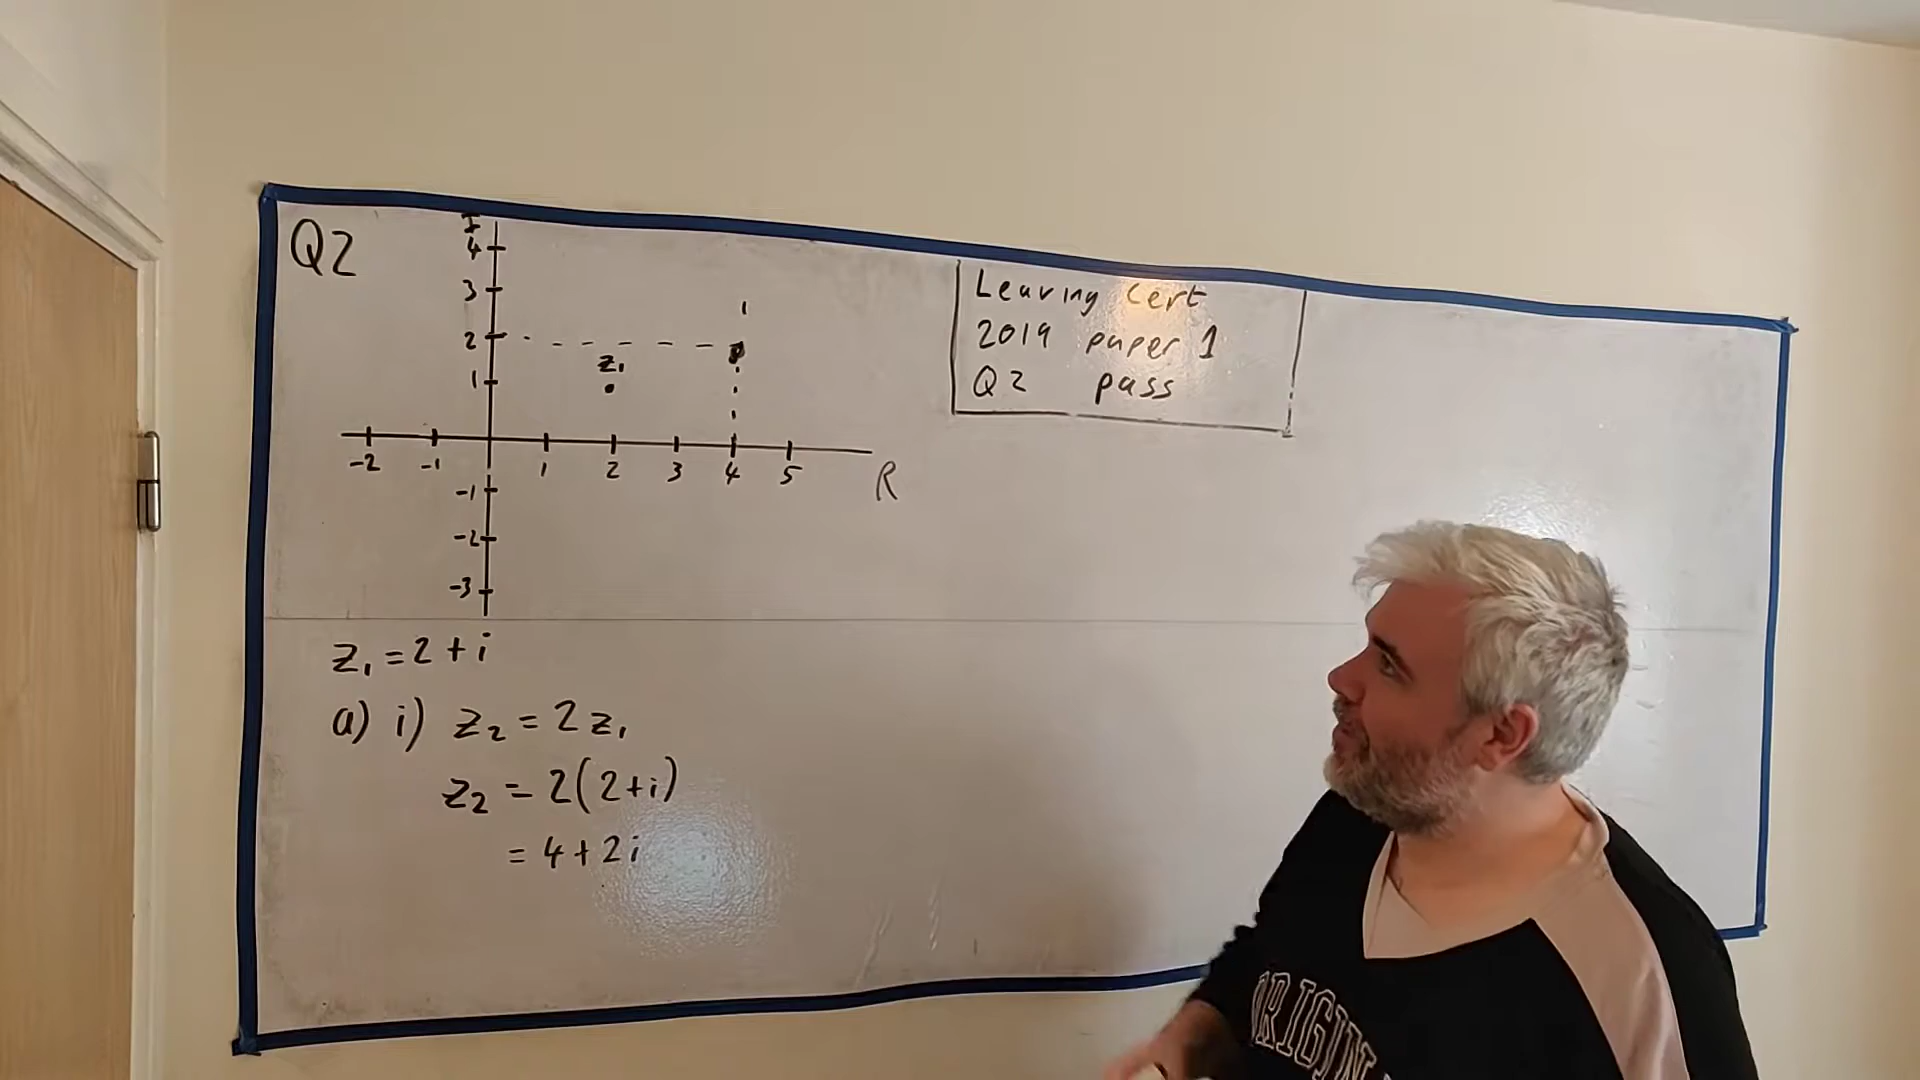 Q2
I
4
3
2
1
z₁
-2 -1 1 2 3 4 5 R
-1
-2
-3
Leaving Cert
2019 paper 1
Q2 pass
z₁ = 2 + i
a) i) z₂ = 2z₁
z₂ = 2(2+i)
= 4 + 2i
ORIGIN